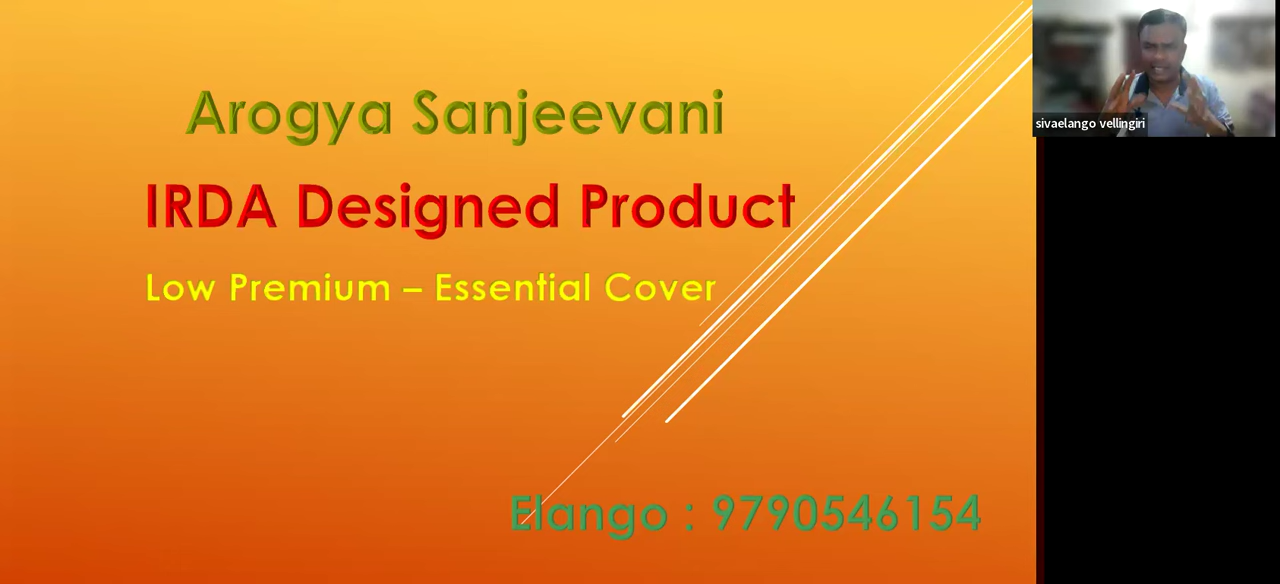 Arogya Sanjeevani
IRDA Designed Product
Low Premium – Essential Cover
Elango : 9790546154
sivaelango vellingiri